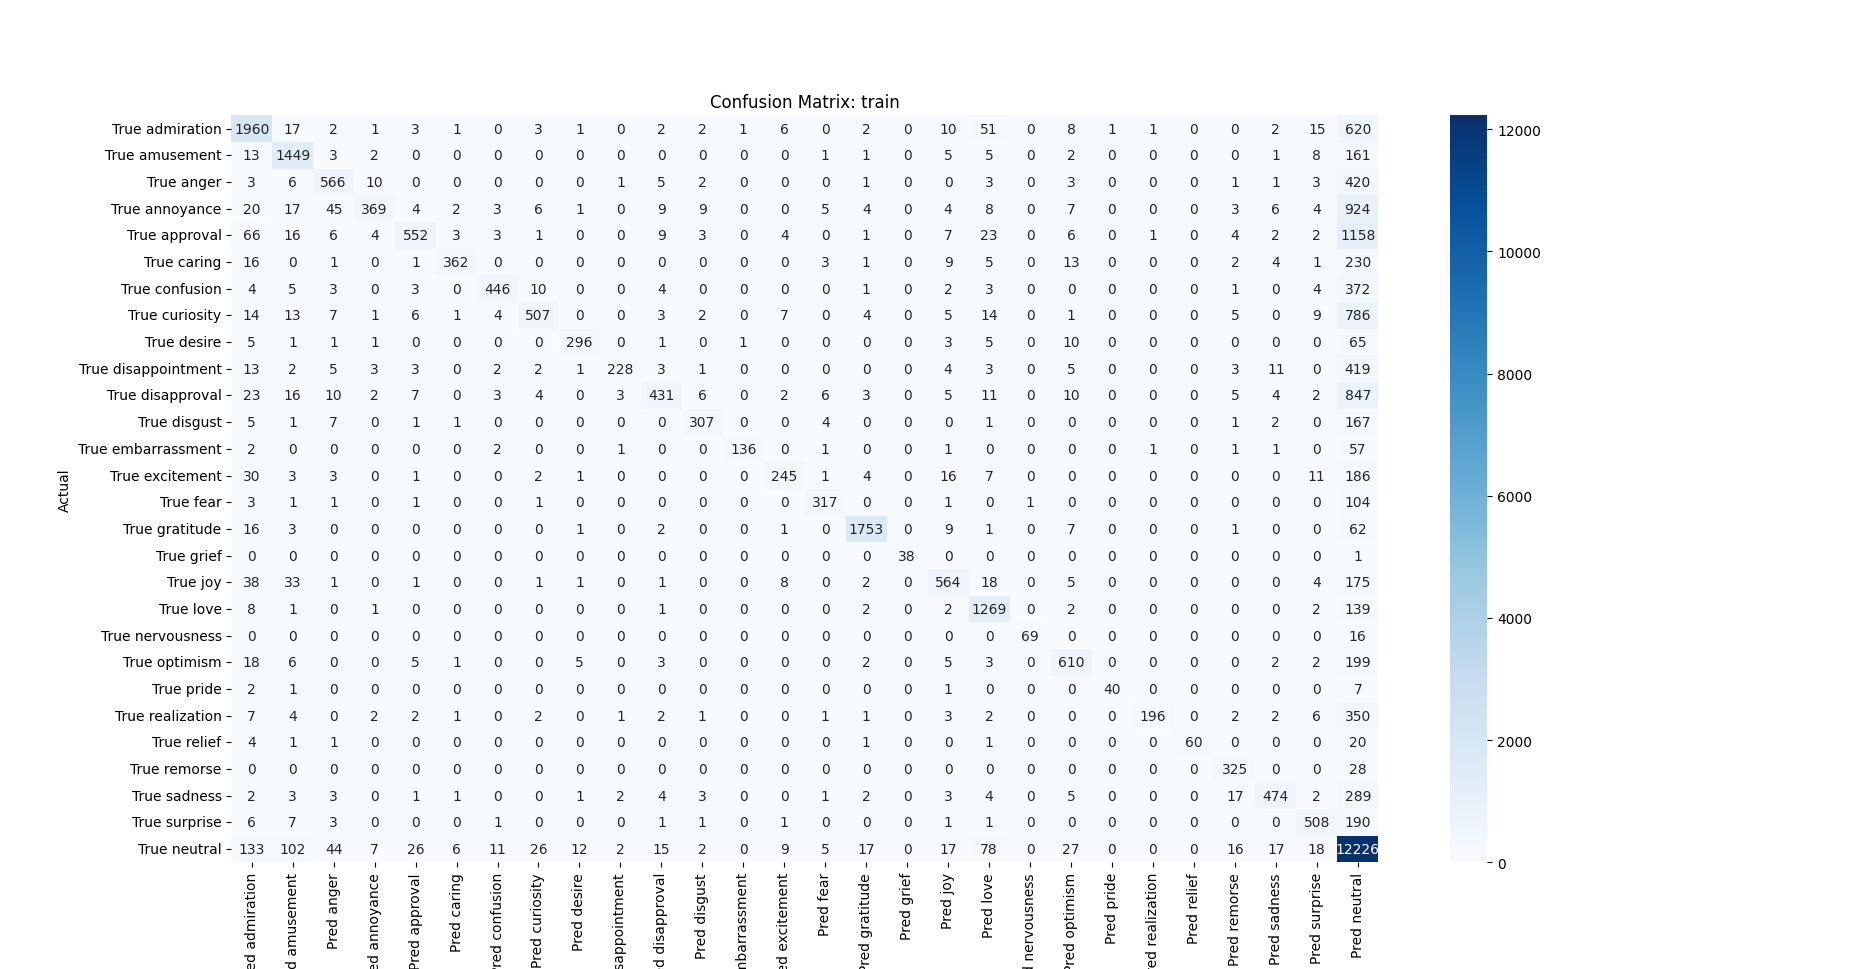 Confusion Matrix: train
True admiration 1960 17 2 1 3 1 0 3 1 0 2 2 1 6 0 2 0 10 51 0 8 1 1 0 0 2 15 620
True amusement 13 1449 3 2 0 0 0 0 0 0 0 0 0 0 1 1 0 5 5 0 2 0 0 0 0 1 8 161
True anger 3 6 566 10 0 0 0 0 0 1 5 2 0 0 0 1 0 0 3 0 3 0 0 0 1 1 3 420
True annoyance 20 17 45 369 4 2 3 6 1 0 9 9 0 0 5 4 0 4 8 0 7 0 0 0 3 6 4 924
True approval 66 16 6 4 552 3 3 1 0 0 9 3 0 4 0 1 0 7 23 0 6 0 1 0 4 2 2 1158
True caring 16 0 1 0 1 362 0 0 0 0 0 0 0 0 3 1 0 9 5 0 13 0 0 0 2 4 1 230
True confusion 4 5 3 0 3 0 446 10 0 0 4 0 0 0 0 1 0 2 3 0 0 0 0 0 1 0 4 372
True curiosity 14 13 7 1 6 1 4 507 0 0 3 2 0 7 0 4 0 5 14 0 1 0 0 0 5 0 9 786
True desire 5 1 1 1 0 0 0 0 296 0 1 0 1 0 0 0 0 3 5 0 10 0 0 0 0 0 0 65
True disappointment 13 2 5 3 3 0 2 2 1 228 3 1 0 0 0 0 0 4 3 0 5 0 0 0 3 11 0 419
True disapproval 23 16 10 2 7 0 3 4 0 3 431 6 0 2 6 3 0 5 11 0 10 0 0 0 5 4 2 847
True disgust 5 1 7 0 1 1 0 0 0 0 0 307 0 0 4 0 0 0 1 0 0 0 0 0 1 2 0 167
True embarrassment 2 0 0 0 0 0 2 0 0 1 0 0 136 0 1 0 0 1 0 0 0 0 1 0 1 1 0 57
True excitement 30 3 3 0 1 0 0 2 1 0 0 0 0 245 1 4 0 16 7 0 0 0 0 0 0 0 11 186
Actual
True fear 3 1 1 0 1 0 0 1 0 0 0 0 0 0 317 0 0 1 0 1 0 0 0 0 0 0 0 104
True gratitude 16 3 0 0 0 0 0 0 1 0 2 0 0 1 0 1753 0 9 1 0 7 0 0 0 1 0 0 62
True grief 0 0 0 0 0 0 0 0 0 0 0 0 0 0 0 0 38 0 0 0 0 0 0 0 0 0 0 1
True joy 38 33 1 0 1 0 0 1 1 0 1 0 0 8 0 2 0 564 18 0 5 0 0 0 0 0 4 175
True love 8 1 0 1 0 0 0 0 0 0 1 0 0 0 0 2 0 2 1269 0 2 0 0 0 0 0 2 139
True nervousness 0 0 0 0 0 0 0 0 0 0 0 0 0 0 0 0 0 0 0 69 0 0 0 0 0 0 0 16
True optimism 18 6 0 0 5 1 0 0 5 0 3 0 0 0 0 2 0 5 3 0 610 0 0 0 0 2 2 199
True pride 2 1 0 0 0 0 0 0 0 0 0 0 0 0 0 0 0 1 0 0 0 40 0 0 0 0 0 7
True realization 7 4 0 2 2 1 0 2 0 1 2 1 0 0 1 1 0 3 2 0 0 0 196 0 2 2 6 350
True relief 4 1 1 0 0 0 0 0 0 0 0 0 0 0 0 1 0 0 1 0 0 0 0 60 0 0 0 20
True remorse 0 0 0 0 0 0 0 0 0 0 0 0 0 0 0 0 0 0 0 0 0 0 0 0 325 0 0 28
True sadness 2 3 3 0 1 1 0 0 1 2 4 3 0 0 1 2 0 3 4 0 5 0 0 0 17 474 2 289
True surprise 6 7 3 0 0 0 1 0 0 0 1 1 0 1 0 0 0 1 1 0 0 0 0 0 0 0 508 190
True neutral 133 102 44 7 26 6 11 26 12 2 15 2 0 9 5 17 0 17 78 0 27 0 0 0 16 17 18 12226
ed admiration
d amusement
Pred anger
ed annoyance
red approval
Pred caring
red confusion
red curiosity
Pred desire
sappointment
d disapproval
Pred disgust
mbarrassment
ed excitement
Pred fear
Pred gratitude
Pred grief
Pred joy
Pred love
d nervousness
Pred optimism
Pred pride
ed realization
Pred relief
Pred remorse
Pred sadness
Pred surprise
Pred neutral
12000
10000
8000
6000
4000
2000
0